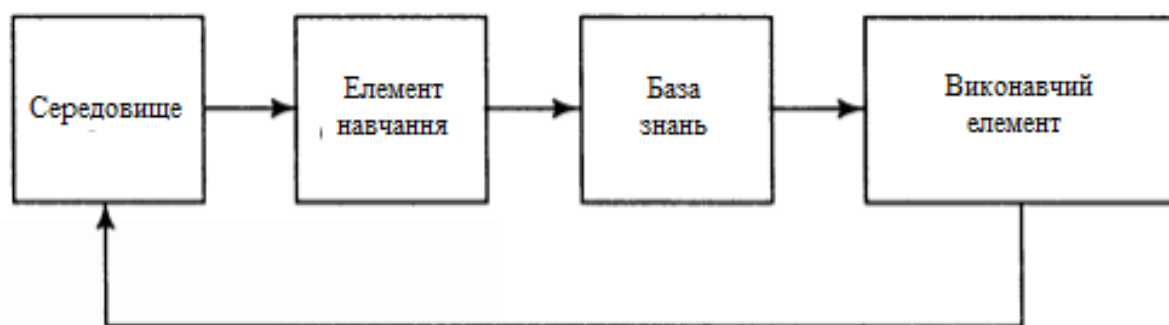 Середовище
Елемент
навчання
База
знань
Виконавчий
елемент